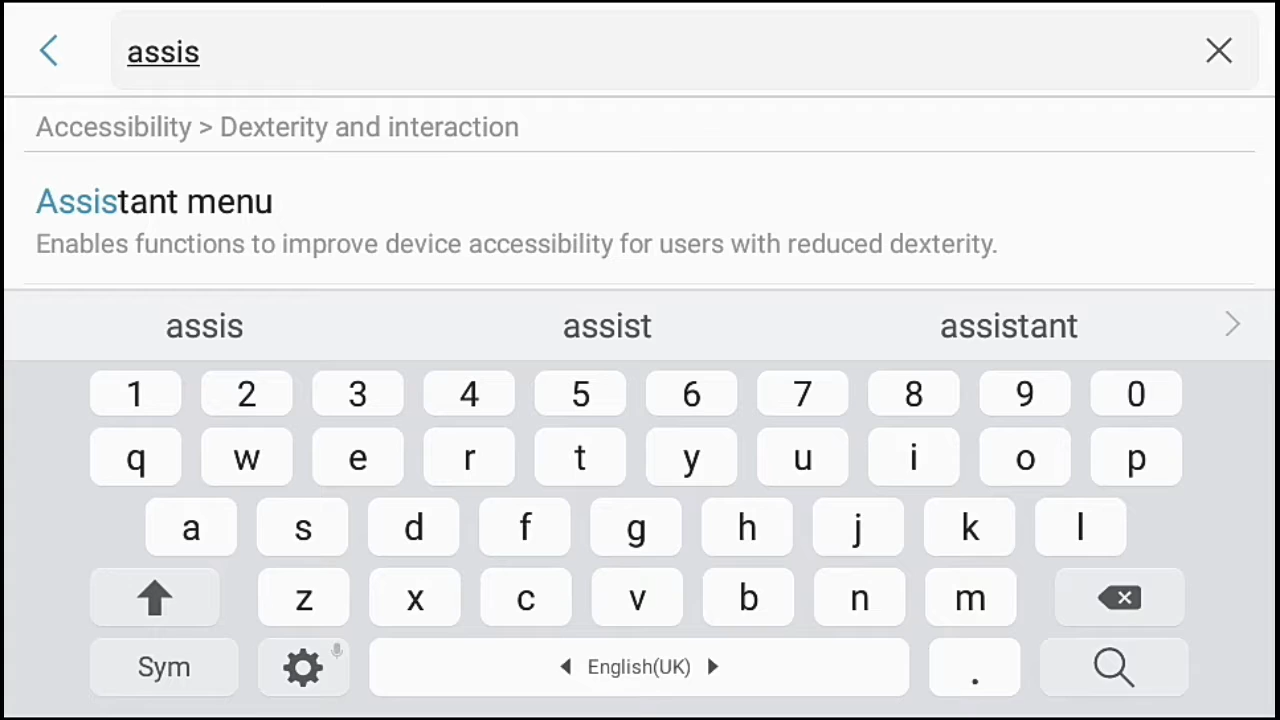 assis
Accessibility > Dexterity and interaction
Assistant menu
Enables functions to improve device accessibility for users with reduced dexterity.
assis assist assistant
1 2 3 4 5 6 7 8 9 0
q w e r t y u i o p
a s d f g h j k l
z x c v b n m
Sym English(UK) .